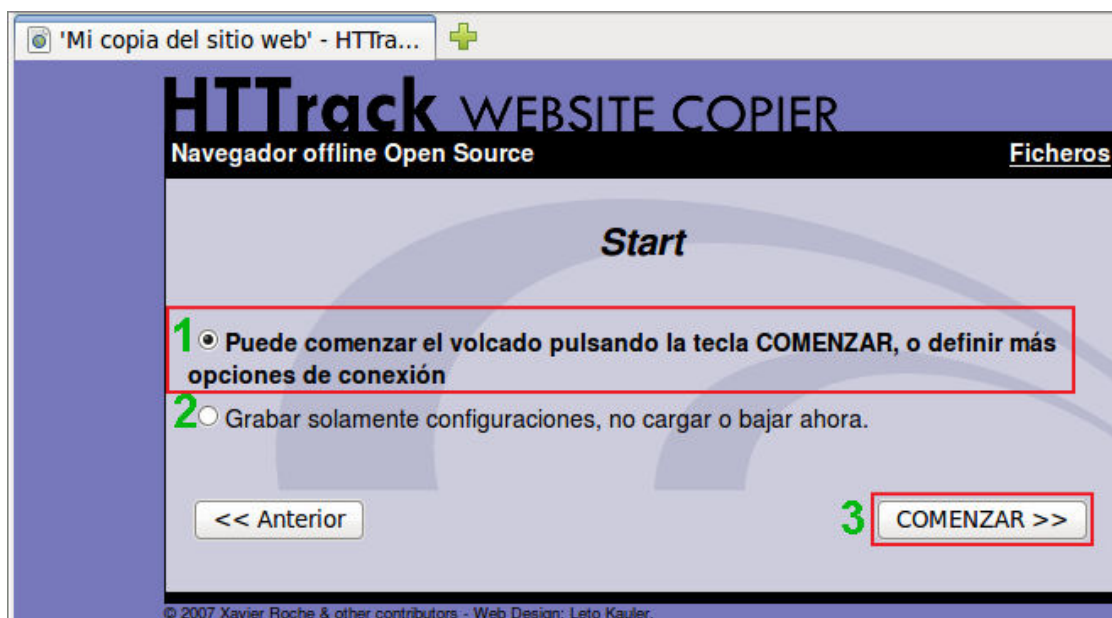 'Mi copia del sitio web' - HTTra...
HTTrack WEBSITE COPIER
Navegador offline Open Source Ficheros
Start
1 Puede comenzar el volcado pulsando la tecla COMENZAR, o definir más
opciones de conexión
2 Grabar solamente configuraciones, no cargar o bajar ahora.
<< Anterior 3 COMENZAR >>
© 2007 Xavier Roche & other contributors - Web Design: Leto Kauler.